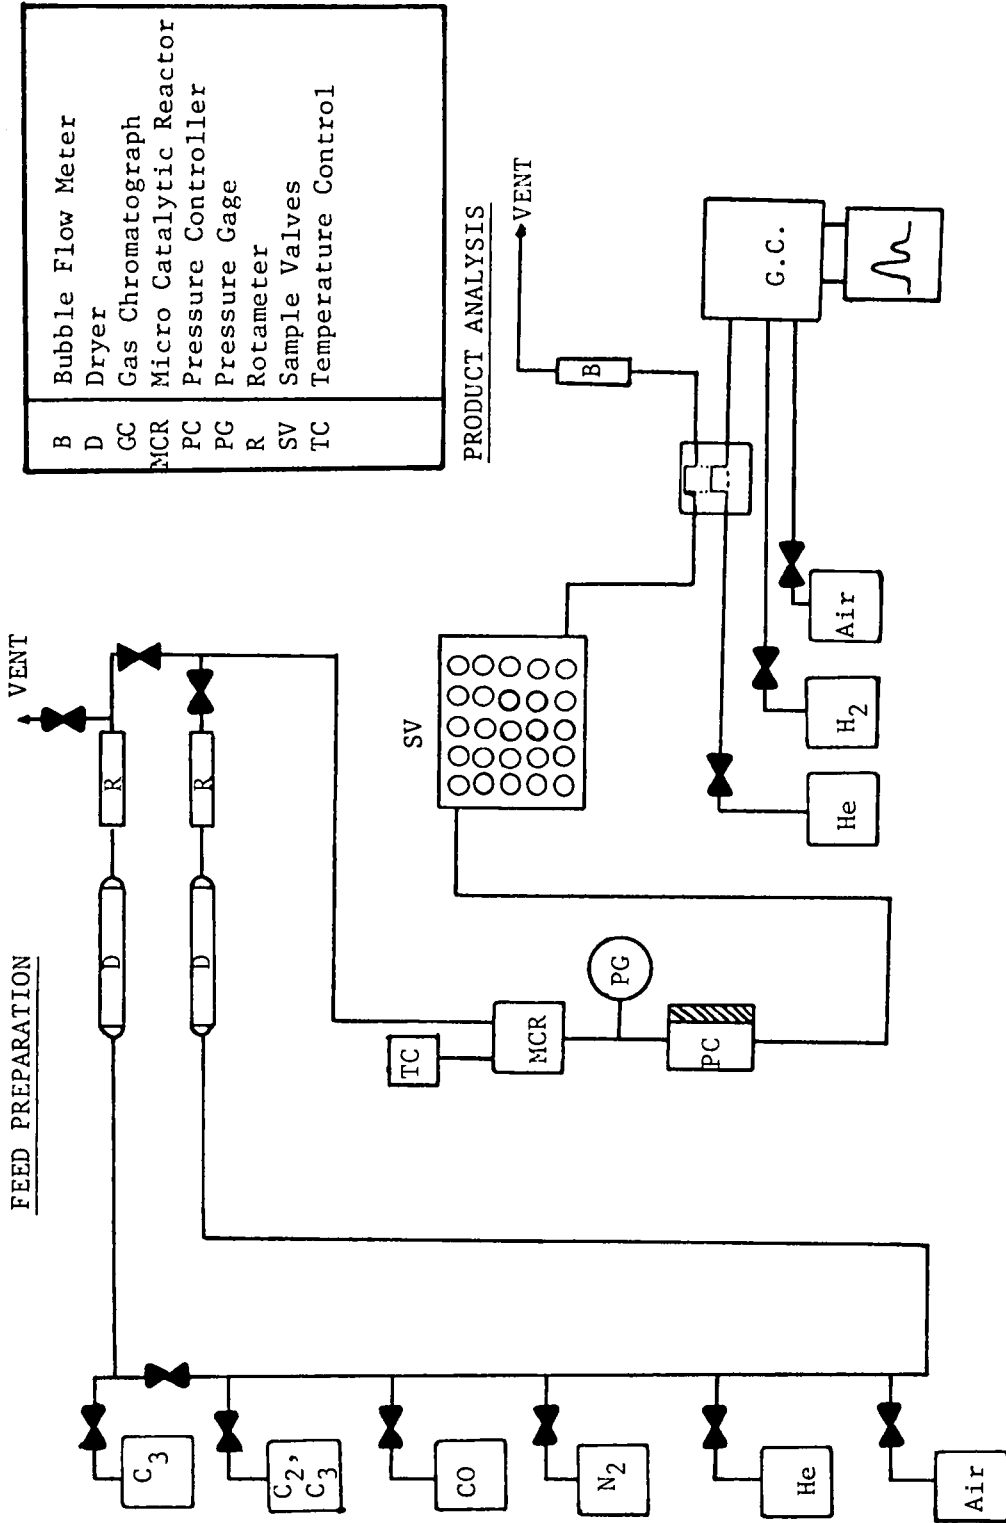 FEED PREPARATION
VENT
C3
C2,
C3
CO
N2
He
Air
D
D
R
R
TC
MCR
PG
PC
SV
B Bubble Flow Meter
D Dryer
GC Gas Chromatograph
MCR Micro Catalytic Reactor
PC Pressure Controller
PG Pressure Gage
R Rotameter
SV Sample Valves
TC Temperature Control
PRODUCT ANALYSIS
VENT
B
G.C.
He
H2
Air